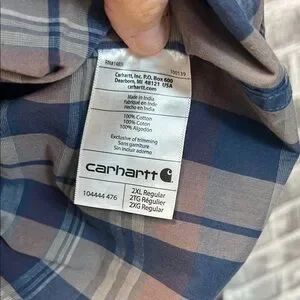 Carhartt, Inc. P.O. Box 600
Dearborn, MI 48121 USA
carhartt.com
Made in India
Fabriqué en Inde
Hecho en India
100% Cotton
100% Coton
100% Algodón
Exclusive of trimming
Sans garniture
Sin incluir adorno
carhartt
104444 476
2XL Regular
2TG Régulier
2XG Regular